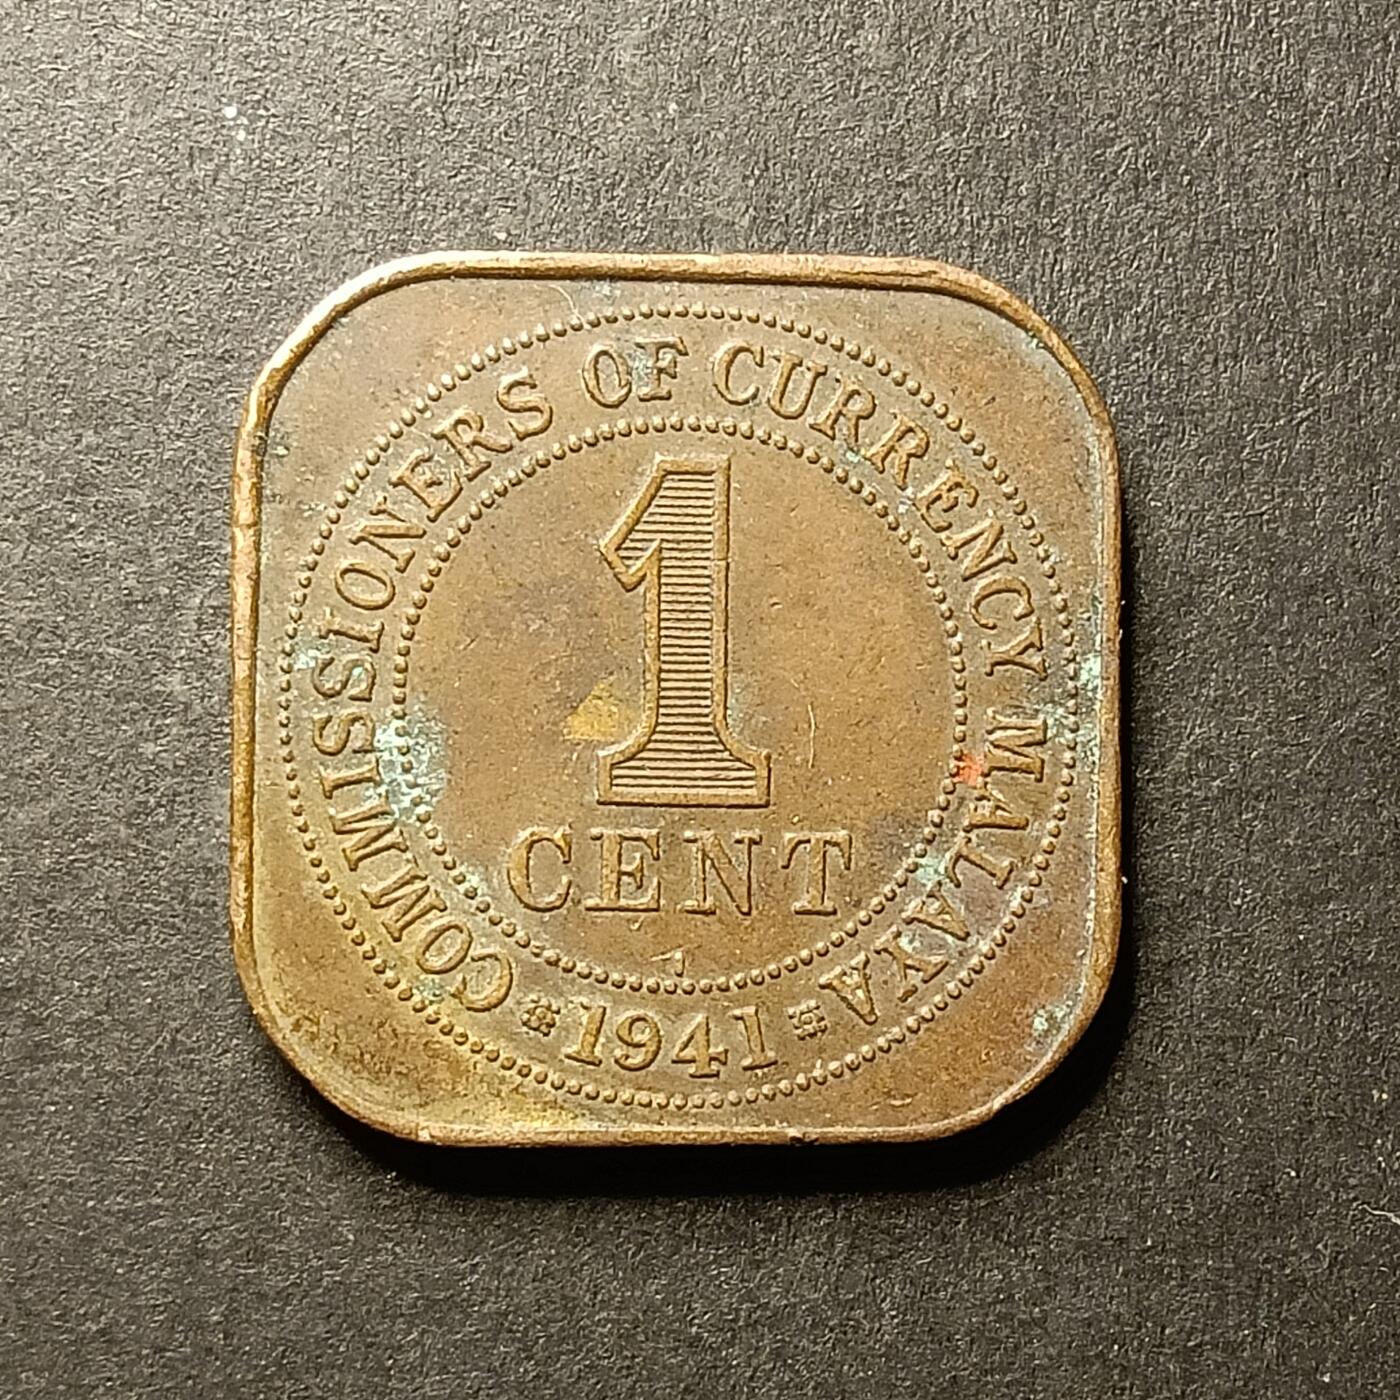 COMMISSIONERS OF CURRENCY MALAYA
1
CENT
1941